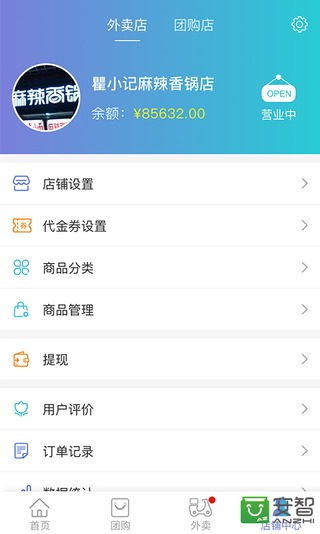 外卖店 团购店
瞿小记麻辣香锅店
麻辣香锅
OPEN
余额：¥85632.00
营业中
店铺设置
券
代金券设置
商品分类
商品管理
提现
用户评价
订单记录
数据统计
首页 团购 外卖 店铺中心
安智
ANZHI